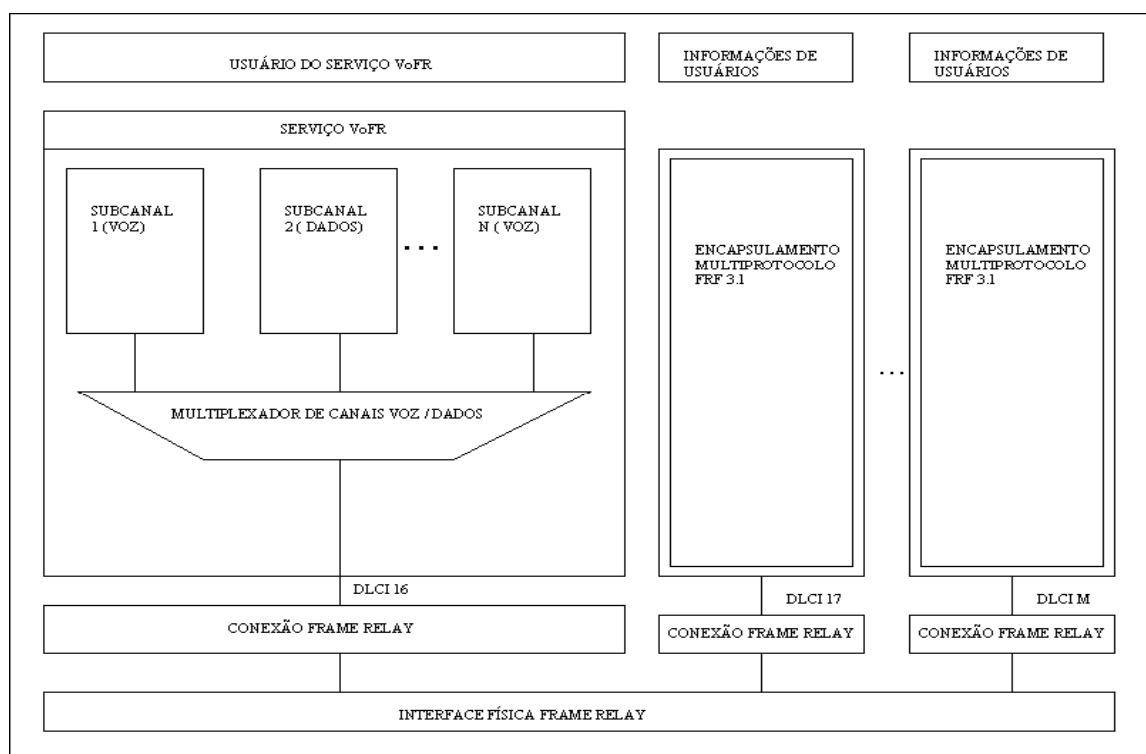 USUÁRIO DO SERVIÇO VoFR
INFORMAÇÕES DE
USUÁRIOS
INFORMAÇÕES DE
USUÁRIOS
SERVIÇO VoFR
SUBCANAL
1 (VOZ)
SUBCANAL
2 ( DADOS)
...
SUBCANAL
N ( VOZ)
ENCAPSULAMENTO
MULTIPROTOCOLO
FRF 3.1
...
ENCAPSULAMENTO
MULTIPROTOCOLO
FRF 3.1
MULTIPLEXADOR DE CANAIS VOZ / DADOS
DLCI 16
DLCI 17
DLCI M
CONEXÃO FRAME RELAY
CONEXÃO FRAME RELAY
CONEXÃO FRAME RELAY
INTERFACE FÍSICA FRAME RELAY